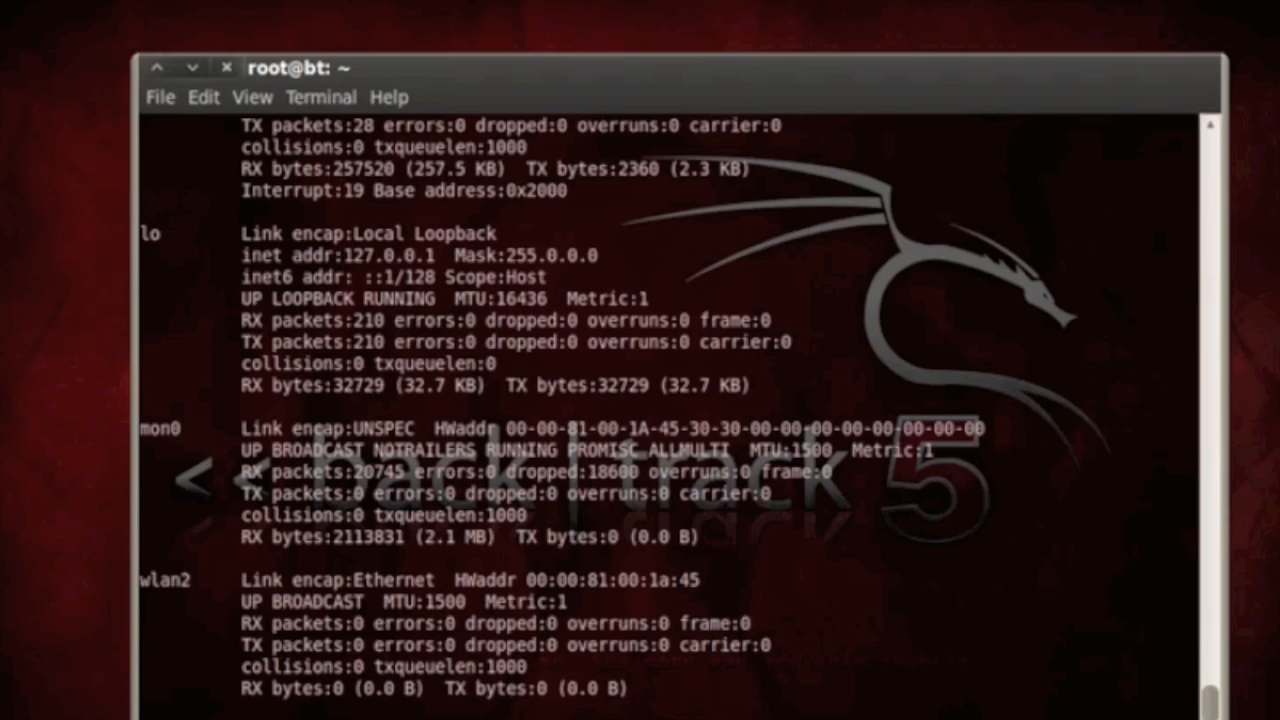 root@bt: ~
File Edit View Terminal Help
TX packets:28 errors:0 dropped:0 overruns:0 carrier:0
collisions:0 txqueuelen:1000
RX bytes:257520 (257.5 KB)  TX bytes:2360 (2.3 KB)
Interrupt:19 Base address:0x2000
lo Link encap:Local Loopback
inet addr:127.0.0.1  Mask:255.0.0.0
inet6 addr: ::1/128 Scope:Host
UP LOOPBACK RUNNING  MTU:16436  Metric:1
RX packets:210 errors:0 dropped:0 overruns:0 frame:0
TX packets:210 errors:0 dropped:0 overruns:0 carrier:0
collisions:0 txqueuelen:0
RX bytes:32729 (32.7 KB)  TX bytes:32729 (32.7 KB)
mon0 Link encap:UNSPEC  HWaddr 00-00-81-00-1A-45-30-30-00-00-00-00-00-00-00-00
UP BROADCAST NOTRAILERS RUNNING PROMISC ALLMULTI  MTU:1500  Metric:1
RX packets:20745 errors:0 dropped:18600 overruns:0 frame:0
TX packets:0 errors:0 dropped:0 overruns:0 carrier:0
collisions:0 txqueuelen:1000
RX bytes:2113831 (2.1 MB)  TX bytes:0 (0.0 B)
<< back | track 5
wlan2 Link encap:Ethernet  HWaddr 00:00:81:00:1a:45
UP BROADCAST  MTU:1500  Metric:1
RX packets:0 errors:0 dropped:0 overruns:0 frame:0
TX packets:0 errors:0 dropped:0 overruns:0 carrier:0
collisions:0 txqueuelen:1000
RX bytes:0 (0.0 B)  TX bytes:0 (0.0 B)